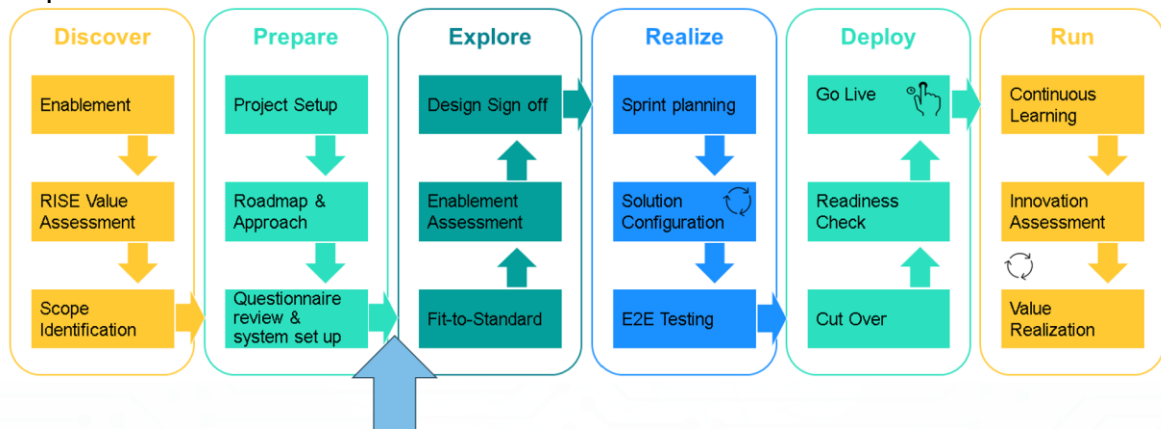 Discover
Enablement
RISE Value
Assessment
Scope
Identification
Prepare
Project Setup
Roadmap &
Approach
Questionnaire
review &
system set up
Explore
Design Sign off
Enablement
Assessment
Fit-to-Standard
Realize
Sprint planning
Solution
Configuration
E2E Testing
Deploy
Go Live
Readiness
Check
Cut Over
Run
Continuous
Learning
Innovation
Assessment
Value
Realization